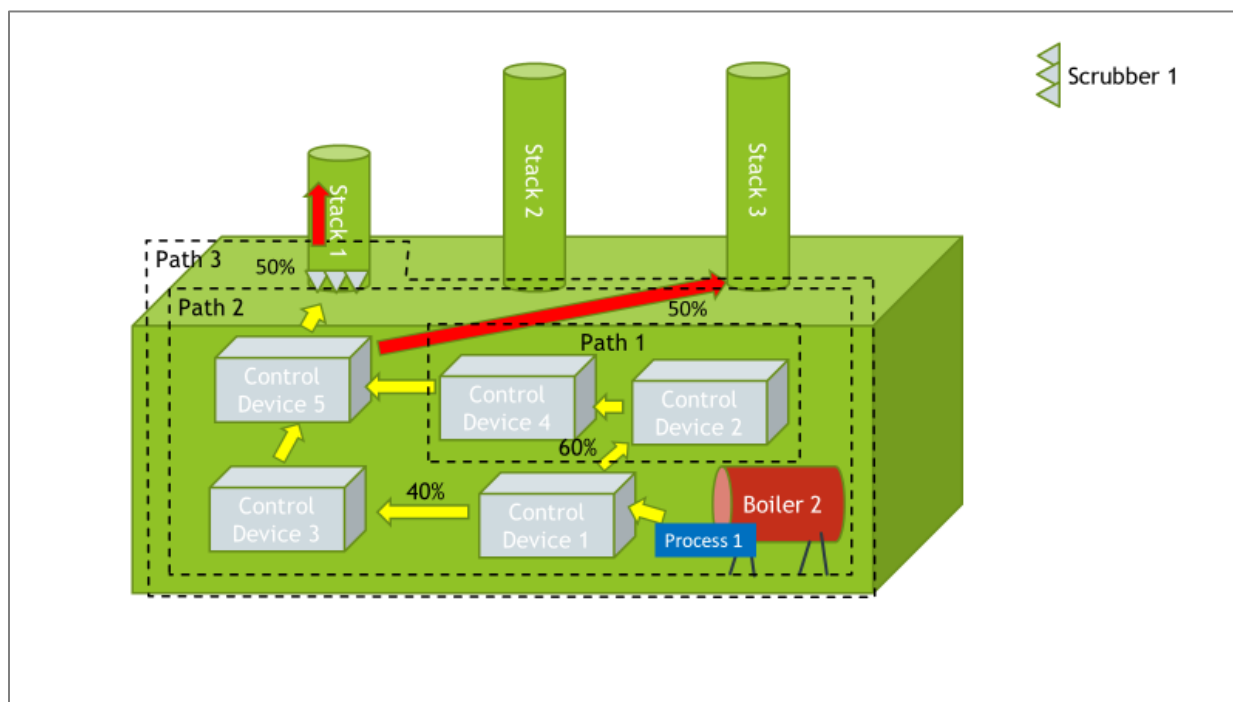 Scrubber 1
Stack 1
Stack 2
Stack 3
Path 3
50%
Path 2
50%
Path 1
Control
Device 5
Control
Device 4
Control
Device 2
60%
Control
Device 3
40%
Control
Device 1
Process 1
Boiler 2